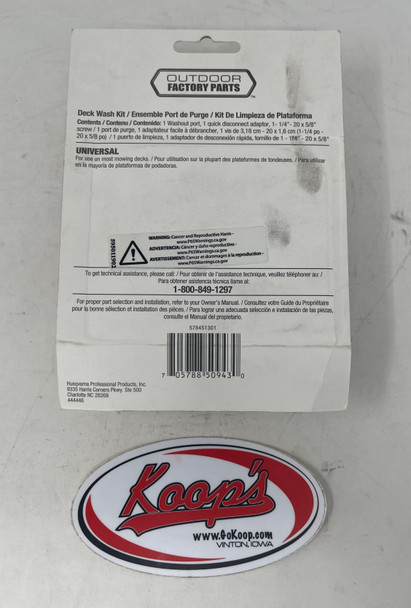 OUTDOOR
FACTORY PARTS
Deck Wash Kit / Ensemble Port de Purge / Kit De Limpieza de Plataforma
Contents / Contenu / Contenido: 1 Washout port, 1 quick disconnect adaptor, 1- 1/4" - 20 x 5/8"
screw / 1 port de purge, 1 adaptateur facile à débrancher, 1 vis de 3,18 cm - 20 x 1,6 cm (1-1/4 po -
20 x 5/8 po) / 1 puerto de limpieza, 1 adaptador de desconexión rápida, tornillo de 1 - 1/4" - 20 x 5/8"
UNIVERSAL
For use on most mowing decks. / Pour utilisation sur la plupart des plateformes de tondeuses. / Para utilizar
en la mayoría de plataforma de podadoras.
WARNING: Cancer and Reproductive Harm -
www.P65Warnings.ca.gov
ADVERTENCIA: Cáncer y daño reproductivo -
www.P65Warnings.ca.gov
AVERTISSEMENT: Cancer et dommages à la reproduction -
www.P65Warnings.ca.gov
To get technical assistance, please call: / Pour obtenir de l'assistance technique, veuillez téléphoner au: /
Para obtener asistencia técnica llame al:
1-800-849-1297
For proper part selection and installation, refer to your Owner's Manual. / Consultez votre Guide du Propriétaire
pour la bonne sélection et installation des pièces. / Para lograr una adecuada selección e instalación de las piezas,
consulte el Manual del propietario.
578451301
7 05788 50943 0
Husqvarna Professional Products, Inc.
9335 Harris Corners Pkwy. Ste 500
Charlotte NC 28269
444446
Koop's
www.GoKoop.com
VINTON, IOWA